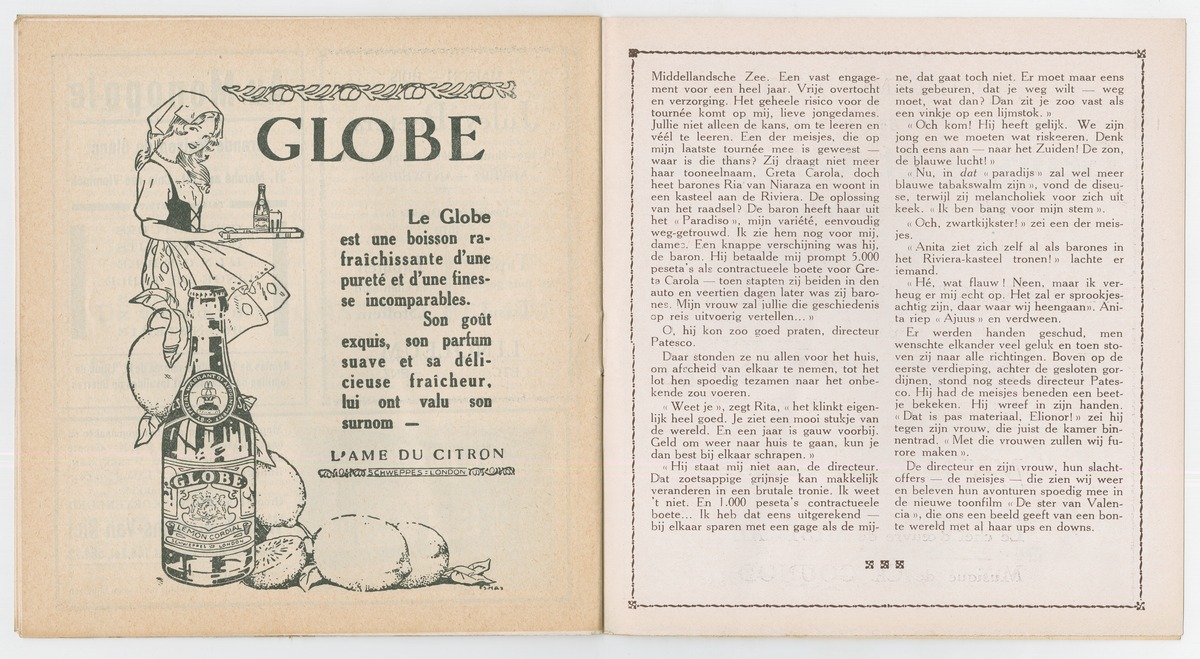 GLOBE
Le Globe
est une boisson ra-
fraîchissante d'une
pureté et d'une fines-
se incomparables.
Son goût
exquis, son parfum
suave et sa déli-
cieuse fraîcheur,
lui ont valu son
surnom —
L'AME DU CITRON
SCHWEPPES-LONDON
GLOBE
LEMON CORDIAL
SCHWEPPES LONDON
Middellandsche Zee. Een vast engage-
ment voor een heel jaar. Vrije overtocht
en verzorging. Het geheele risico voor de
tournée komt op mij, lieve jongedames.
Jullie niet alleen de kans, om te leeren en
véél te leeren. Een der meisjes, die op
mijn laatste tournée mee is geweest —
waar is die thans? Zij draagt niet meer
haar tooneelnaam, Greta Carola, doch
heet barones Ria van Niaraza en woont in
een kasteel aan de Riviera. De oplossing
van het raadsel? De baron heeft haar uit
het « Paradiso », mijn variété, eenvoudig
weg-getrouwd. Ik zie hem nog voor mij,
dames. Een knappe verschijning was hij,
de baron. Hij betaalde mij prompt 5.000
peseta's als contractueele boete voor Gre-
ta Carola — toen stapten zij beiden in den
auto en veertien dagen later was zij baro-
nes. Mijn vrouw zal jullie die geschiedenis
op reis uitvoerig vertellen... »
O, hij kon zoo goed praten, directeur
Patesco.
Daar stonden ze nu allen voor het huis,
om afscheid van elkaar te nemen, tot het
lot hen spoedig tezamen naar het onbe-
kende zou voeren.
« Weet je », zegt Rita, « het klinkt eigen-
lijk heel goed. Je ziet een mooi stukje van
de wereld. En een jaar is gauw voorbij.
Geld om weer naar huis te gaan, kun je
dan best bij elkaar schrapen. »
« Hij staat mij niet aan, de directeur.
Dat zoetsappige grijnsje kan makkelijk
veranderen in een brutale tronie. Ik weet
't niet. En 1.000 peseta's contractueele
boete... Ik heb dat eens uitgerekend —
bij elkaar sparen met een gage als de mij-
ne, dat gaat toch niet. Er moet maar eens
iets gebeuren, dat je weg wilt — weg
moet, wat dan? Dan zit je zoo vast als
een vinkje op een lijmstok. »
« Och kom! Hij heeft gelijk. We zijn
jong en we moeten wat riskeeren. Denk
toch eens aan — naar het Zuiden! De zon,
de blauwe lucht! »
« Nu, in dat « paradijs » zal wel meer
blauwe tabakswalm zijn », vond de diseu-
se, terwijl zij melancholiek voor zich uit
keek. « Ik ben bang voor mijn stem ».
« Och, zwartkijkster! » zei een der meis-
jes.
« Anita ziet zich zelf al als barones in
het Riviera-kasteel tronen! » lachte er
iemand.
« Hé, wat flauw! Neen, maar ik ver-
heug er mij echt op. Het zal er sprookjes-
achtig zijn, daar waar wij heengaan». Ani-
ta riep « Ajuus » en verdween.
Er werden handen geschud, men
wenschte elkander veel geluk en toen sto-
ven zij naar alle richtingen. Boven op de
eerste verdieping, achter de gesloten gor-
dijnen, stond nog steeds directeur Pates-
co. Hij had de meisjes beneden een beet-
je bekeken. Hij wreef in zijn handen.
« Dat is pas materiaal, Elionor! » zei hij
tegen zijn vrouw, die juist de kamer bin-
nentrad. « Met die vrouwen zullen wij fu-
rore maken ».
De directeur en zijn vrouw, hun slacht-
offers — de meisjes — die zien wij weer
en beleven hun avonturen spoedig mee in
de nieuwe toonfilm « De ster van Valen-
cia », die ons een beeld geeft van een bon-
te wereld met al haar ups en downs.